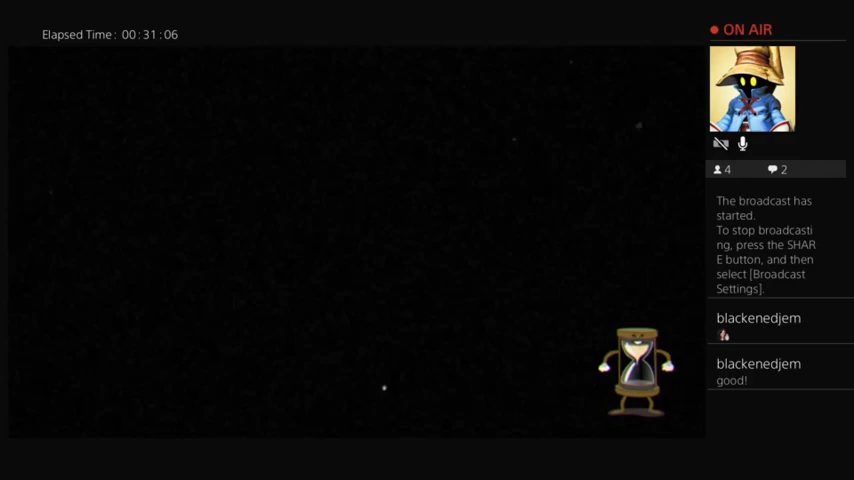 Elapsed Time: 00:31:06
ON AIR
4
2
The broadcast has
started.
To stop broadcasti
ng, press the SHAR
E button, and then
select [Broadcast
Settings].
blackenedjem
blackenedjem
good!